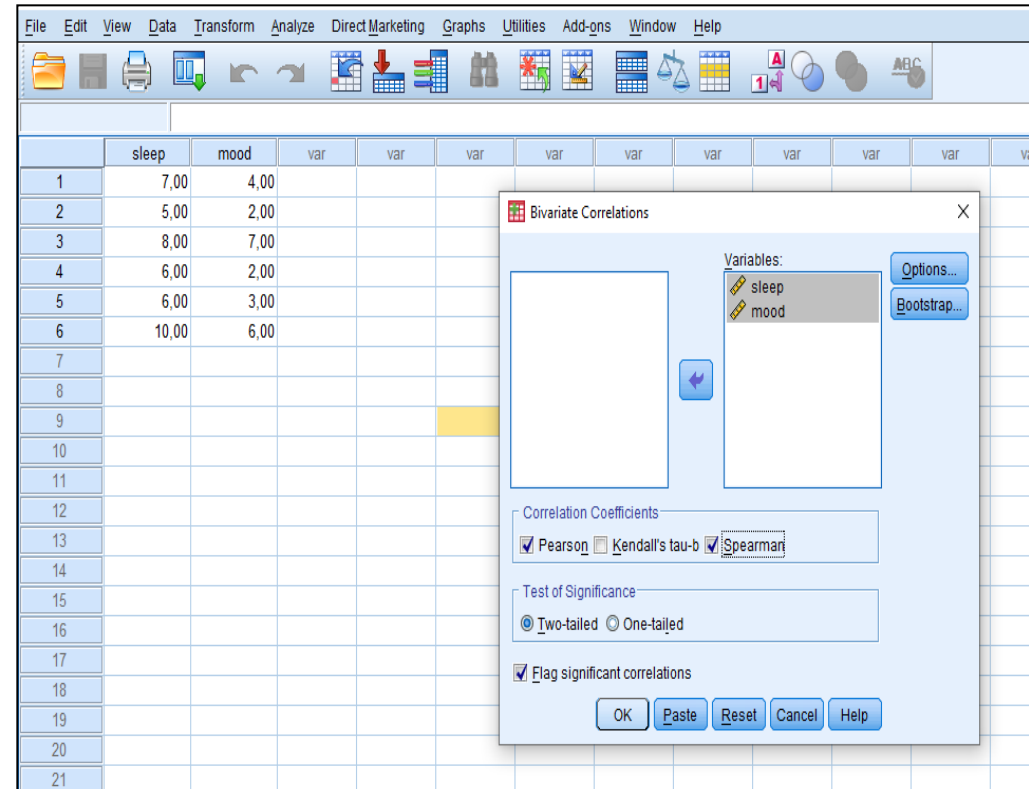 File Edit View Data Transform Analyze Direct Marketing Graphs Utilities Add-ons Window Help
A
1
ABC
sleep mood var var var var var var var var var va
1 7,00 4,00
2 5,00 2,00
3 8,00 7,00
4 6,00 2,00
5 6,00 3,00
6 10,00 6,00
7
8
9
10
11
12
13
14
15
16
17
18
19
20
21
Bivariate Correlations X
Variables:
sleep
mood
Options...
Bootstrap...
Correlation Coefficients
Pearson Kendall's tau-b Spearman
Test of Significance
Two-tailed One-tailed
Flag significant correlations
OK Paste Reset Cancel Help